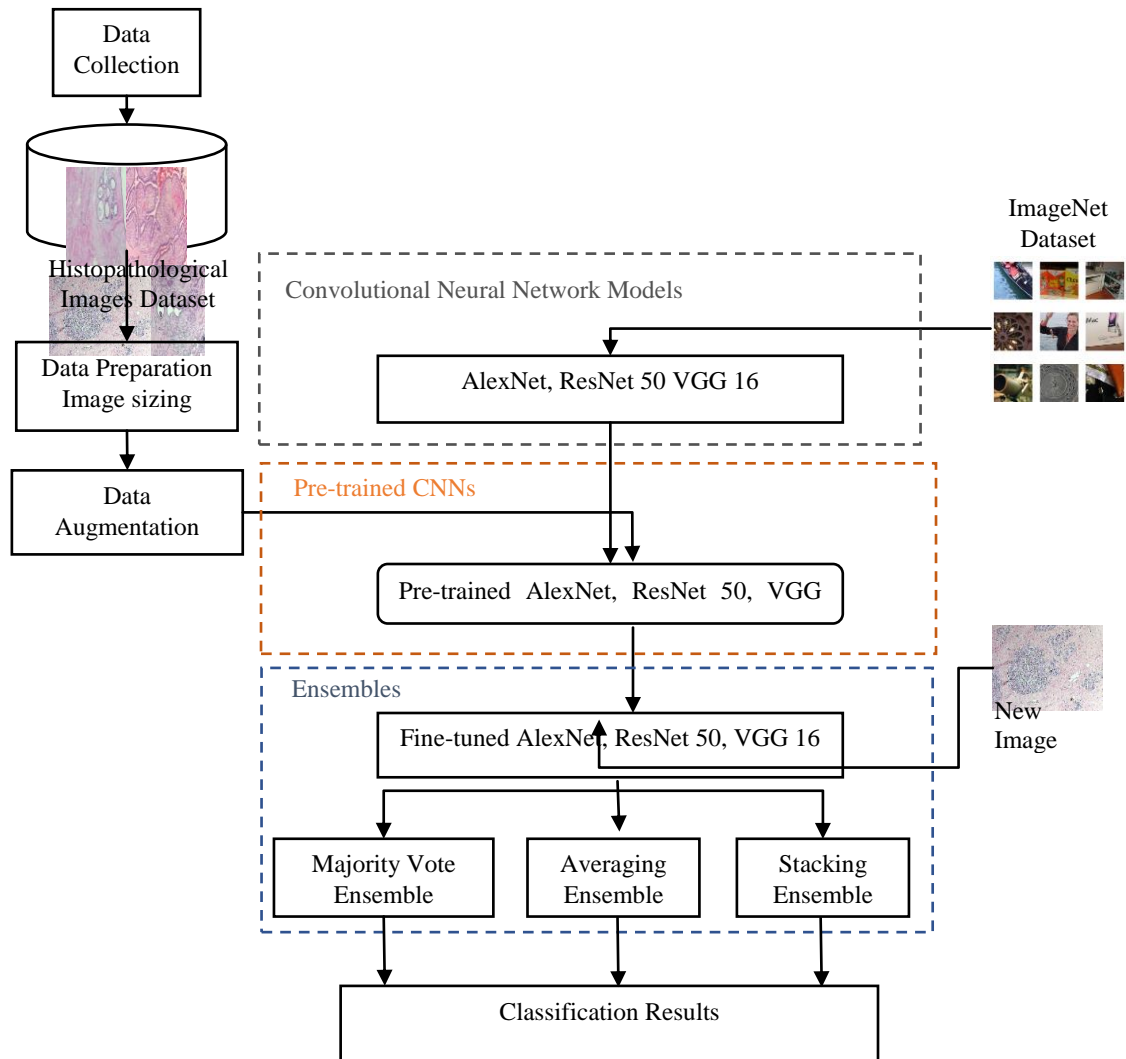 Data
Collection
Histopathological
Images Dataset
Data Preparation
Image sizing
Data
Augmentation
ImageNet
Dataset
Convolutional Neural Network Models
AlexNet, ResNet 50 VGG 16
Pre-trained CNNs
Pre-trained AlexNet, ResNet 50, VGG
Ensembles
Fine-tuned AlexNet, ResNet 50, VGG 16
New
Image
Majority Vote
Ensemble
Averaging
Ensemble
Stacking
Ensemble
Classification Results